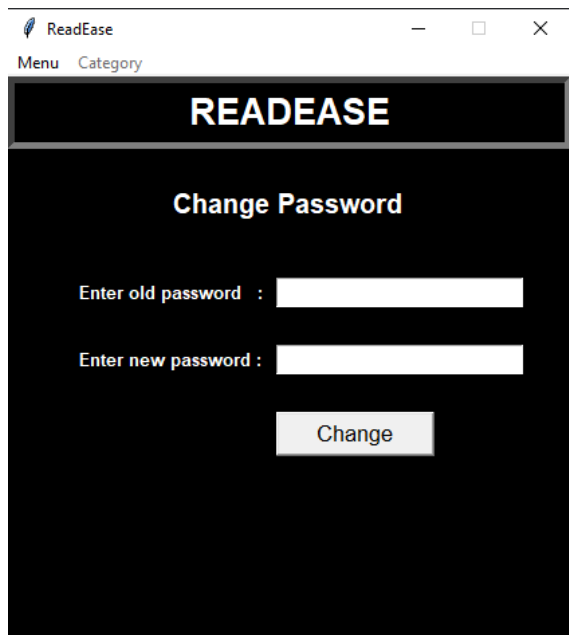 ReadEase
Menu Category
READEASE
Change Password
Enter old password :
Enter new password :
Change